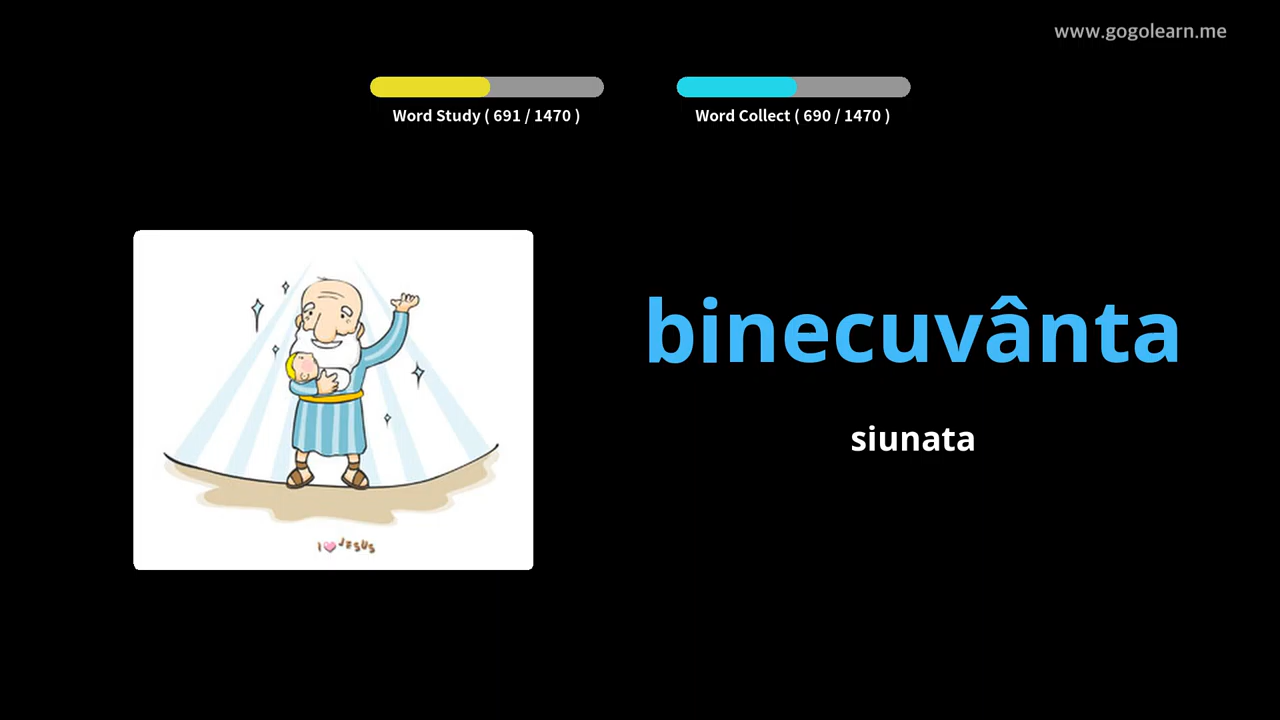 www.gogolearn.me
Word Study ( 691 / 1470 )
Word Collect ( 690 / 1470 )
binecuvânta
siunata
I JESUS